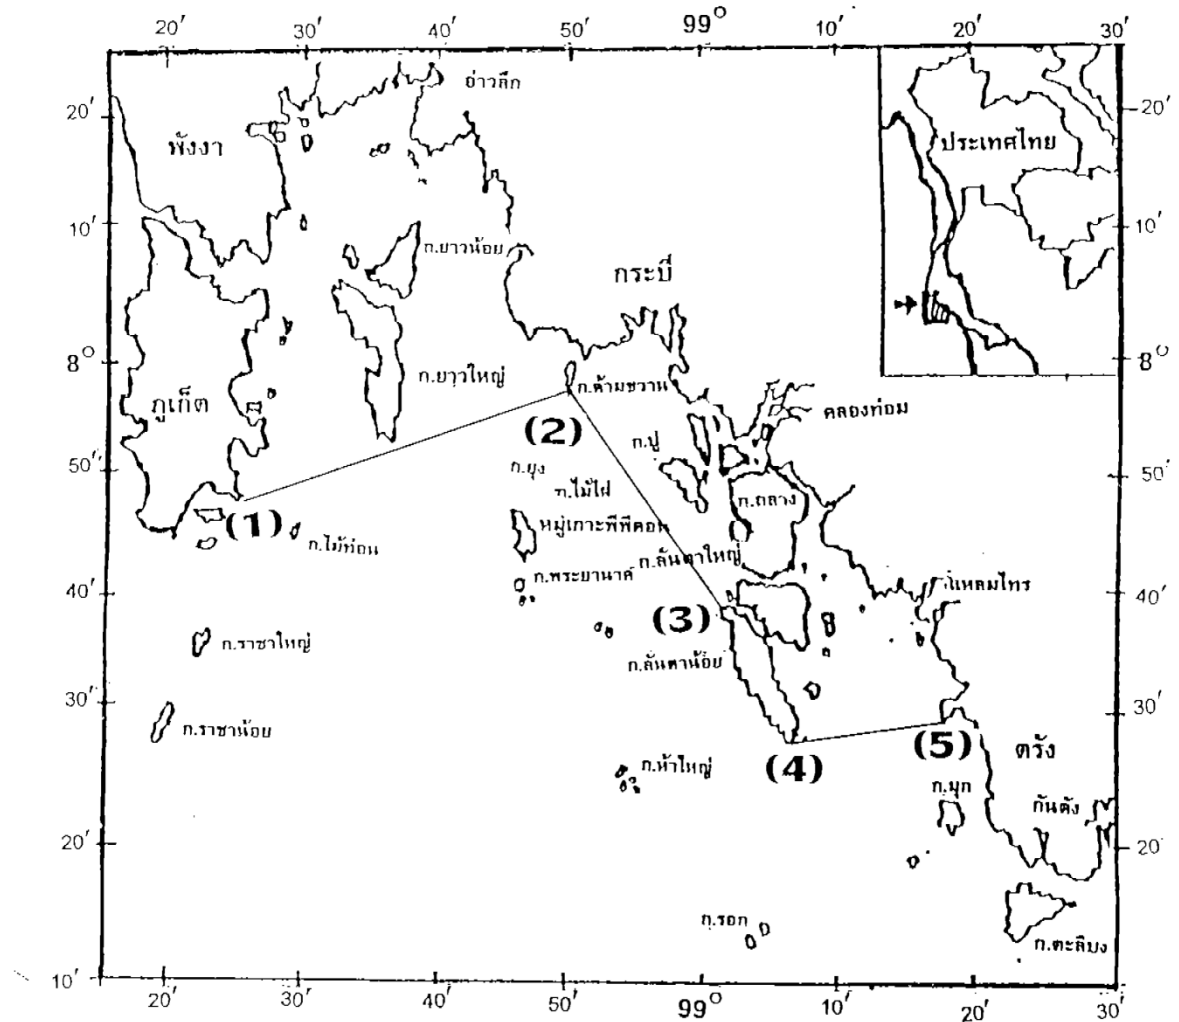 20′ 30′ 40′ 50′ 99° 10′ 20′ 30′
อ่าวลึก
20′ 20′
พังงา
ประเทศไทย
10′ 10′
ก.ยาวน้อย
กระบี่
8° 8°
ก.ยาวใหญ่
ก.ด้ามขวาน
ภูเก็ต
คลองท่อม
(2)
ก.ปู
50′ 50′
ก.ยุง
ก.ไม้ไผ่
ก.กลาง
(1)
หมู่เกาะพีพีดอน
ก.ไม้ท่อน
ก.ลันตาใหญ่
ก.พระยานาค
แหลมไทร
40′ 40′
(3)
ก.ราชาใหญ่
ก.ลันตาน้อย
30′ 30′
ก.ราชาน้อย
(4)
(5)
ตรัง
ก.ห้าใหญ่
ก.มุก
กันตัง
20′ 20′
ก.รอก
ก.ตะลิบง
10′
20′ 30′ 40′ 50′ 99° 10′ 20′ 30′